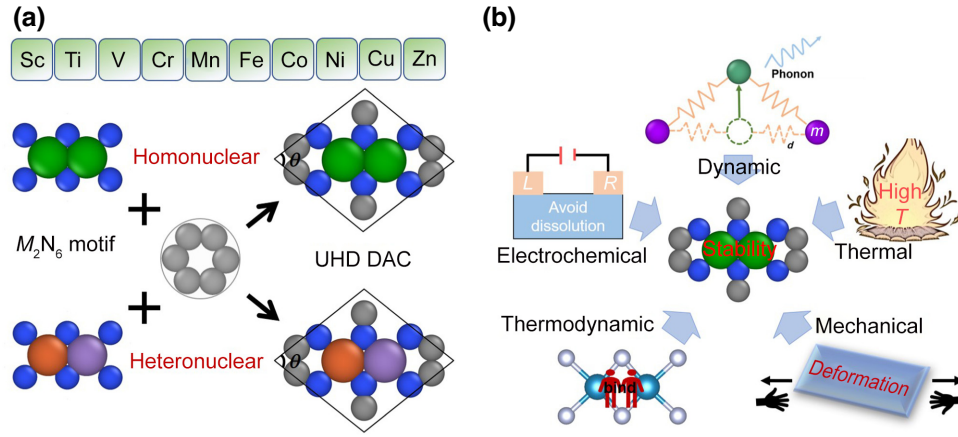 (a)
Sc Ti V Cr Mn Fe Co Ni Cu Zn
Homonuclear
θ
M₂N₆ motif
UHD DAC
Heteronuclear
θ
(b)
Phonon
m
d
Dynamic
L R
Avoid
dissolution
Electrochemical
High
T
Thermal
Stability
Thermodynamic
bind
Mechanical
Deformation